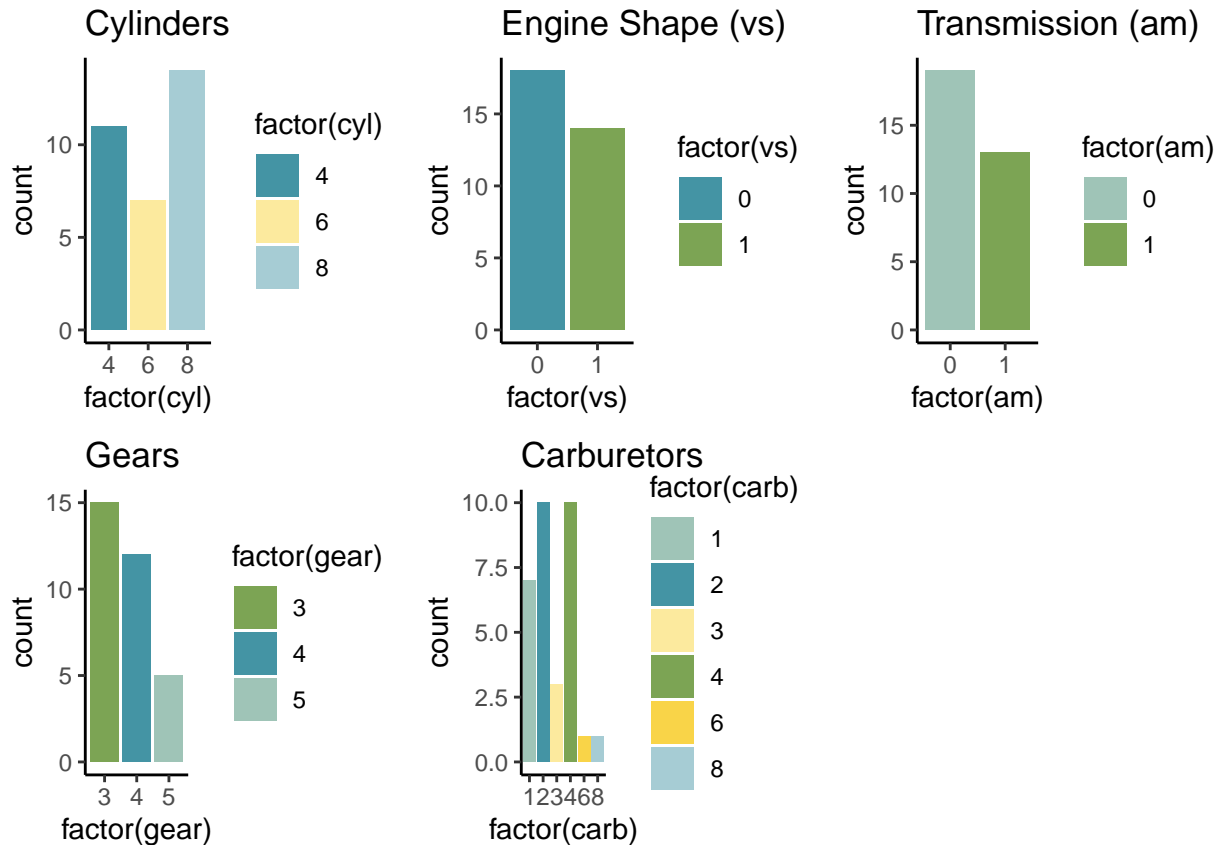 Cylinders
count
10
5
0
4 6 8
factor(cyl)
factor(cyl)
4
6
8
Engine Shape (vs)
count
15
10
5
0
0 1
factor(vs)
factor(vs)
0
1
Transmission (am)
count
15
10
5
0
0 1
factor(am)
factor(am)
0
1
Gears
count
15
10
5
0
3 4 5
factor(gear)
factor(gear)
3
4
5
Carburetors
count
10.0
7.5
5.0
2.5
0.0
123468
factor(carb)
factor(carb)
1
2
3
4
6
8